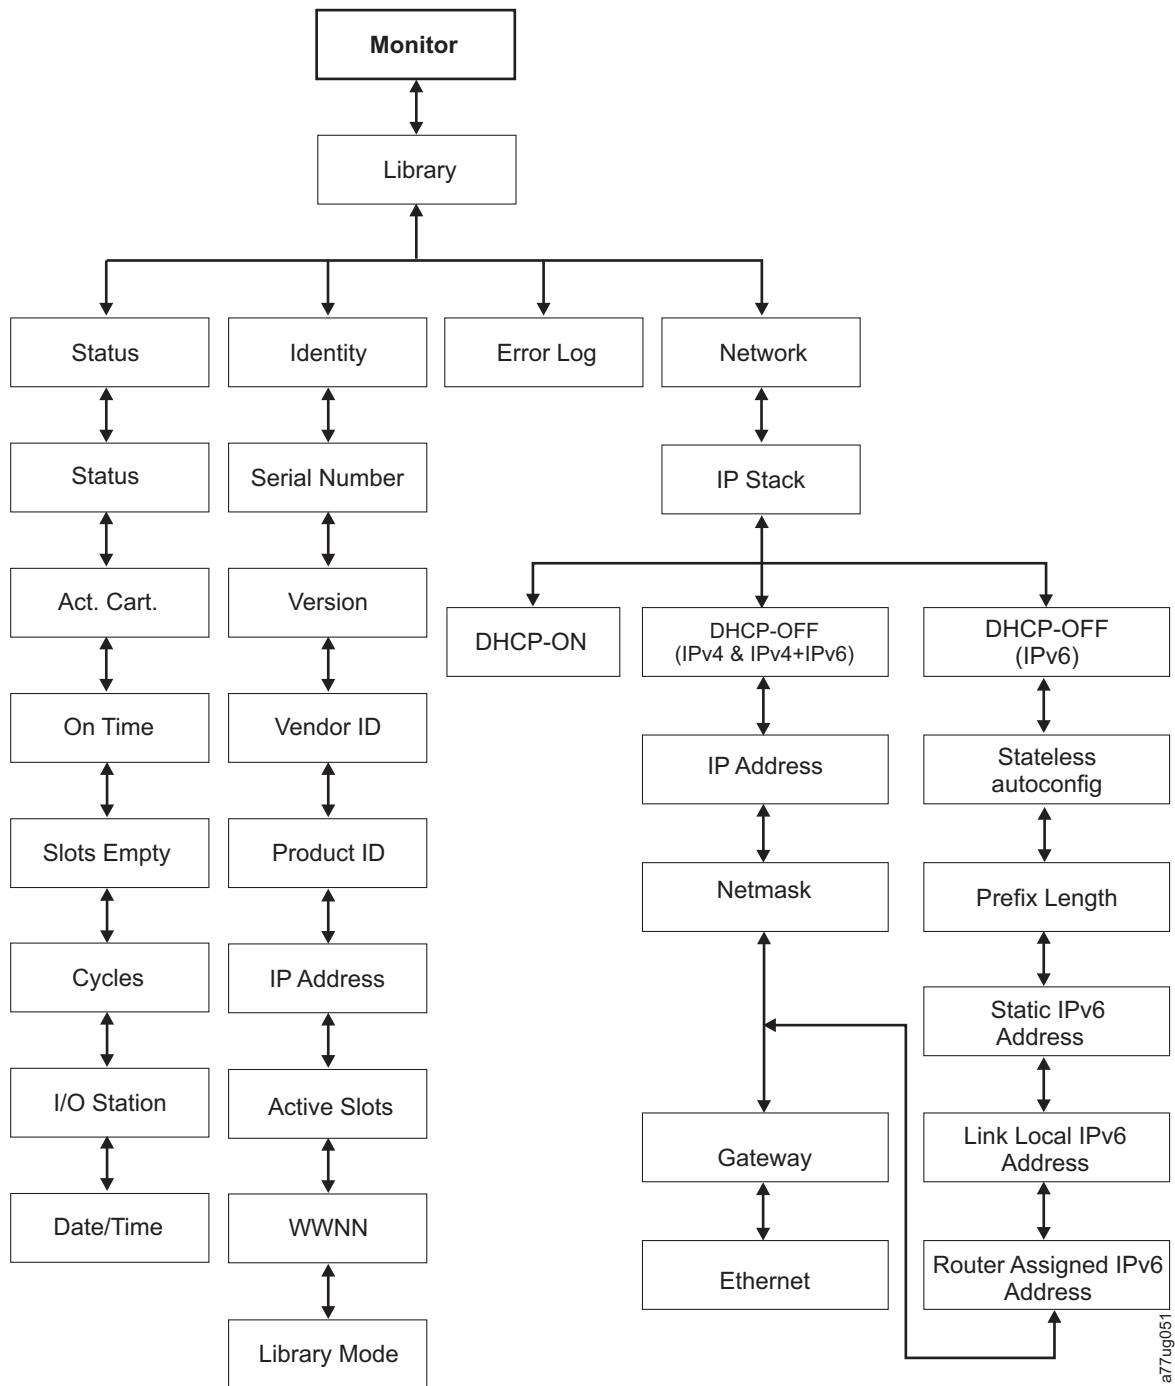 Monitor
Library
Status
Identity
Error Log
Network
Status
Serial Number
IP Stack
Act. Cart.
Version
DHCP-ON
DHCP-OFF
(IPv4 & IPv4+IPv6)
DHCP-OFF
(IPv6)
On Time
Vendor ID
IP Address
Stateless
autoconfig
Slots Empty
Product ID
Netmask
Prefix Length
Cycles
IP Address
Static IPv6
Address
I/O Station
Active Slots
Gateway
Link Local IPv6
Address
Date/Time
WWNN
Ethernet
Router Assigned IPv6
Address
Library Mode
a77ug051